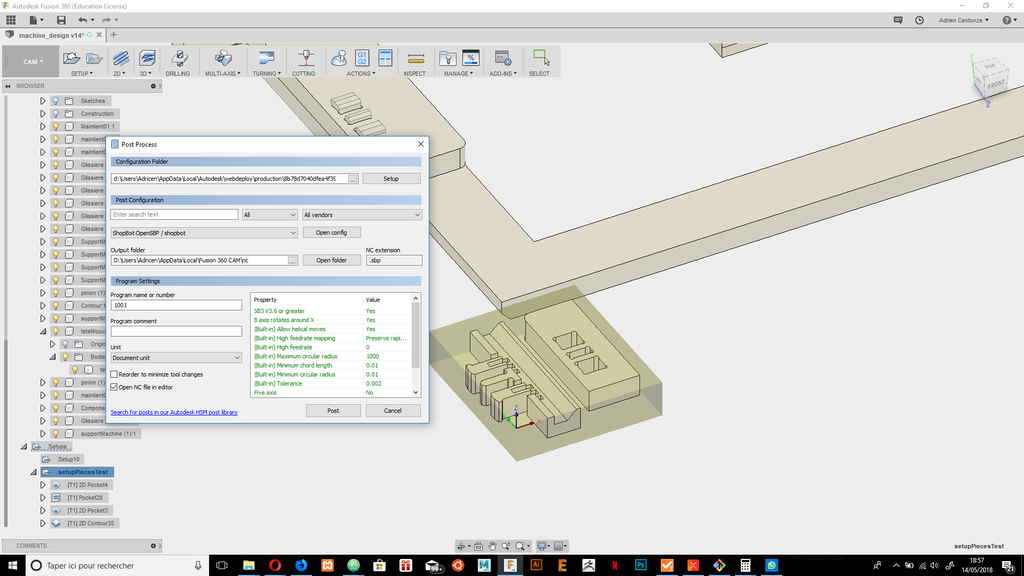 Autodesk Fusion 360 (Education License)
Adrien Centonze
machine_design v14*
CAM
SETUP
2D
3D
DRILLING
MULTI-AXIS
TURNING
CUTTING
G1
G2
ACTIONS
INSPECT
MANAGE
ADD-INS
SELECT
BROWSER
TOP
FRONT
Z
Sketches
Construction
Maintient01:1
Glissiere
Glissiere
Glissiere
Glissiere
Glissiere
Glissiere
SupportM
SupportM
SupportM
SupportM
pinion (1)
Contour:
supportM
teteMouv
Origin
Bodies
te
pinion (1)
maintient0
Compone
Glissiere
supportMachine (1):1
Setups
Setup10
setupPiecesTest
[T1] 2D Pocket4
[T1] Pocket28
[T1] 2D Pocket3
[T1] 2D Contour35
COMMENTS
Post Process
Configuration Folder
d:\Users\Adricen\AppData\Local\Autodesk\webdeploy\production\8b78d7040dfea4f39
...
Setup
Post Configuration
Enter search text
All
All vendors
ShopBot OpenSBP / shopbot
Open config
Output folder
NC extension
D:\Users\Adricen\AppData\Local\Fusion 360 CAM\nc
...
Open folder
.sbp
Program Settings
Program name or number
1001
Program comment
Unit
Document unit
Reorder to minimize tool changes
Open NC file in editor
Search for posts in our Autodesk HSM post library
Property Value
SB3 V3.6 or greater Yes
B axis rotates around X Yes
(Built-in) Allow helical moves Yes
(Built-in) High feedrate mapping Preserve rapi...
(Built-in) High feedrate 0
(Built-in) Maximum circular radius 1000
(Built-in) Minimum chord length 0.01
(Built-in) Minimum circular radius 0.01
(Built-in) Tolerance 0.002
Five axis No
Post
Cancel
Z
setupPiecesTest
Taper ici pour rechercher
18:57
14/05/2018